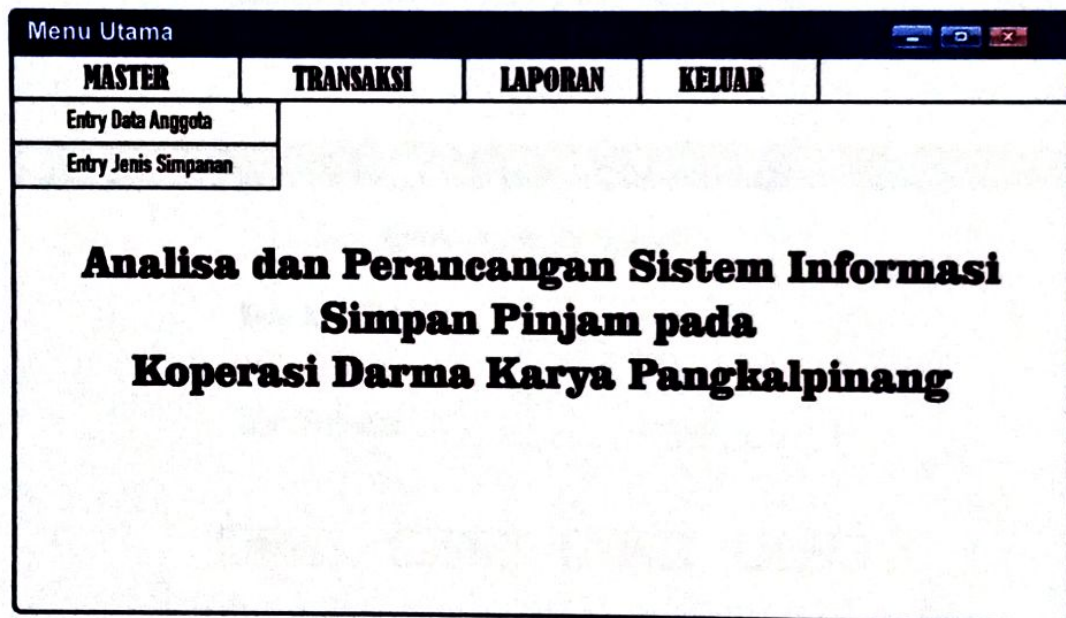 Menu Utama
MASTER TRANSAKSI LAPORAN KELUAR
Entry Data Anggota
Entry Jenis Simpanan
Analisa dan Perancangan Sistem Informasi
Simpan Pinjam pada
Koperasi Darma Karya Pangkalpinang